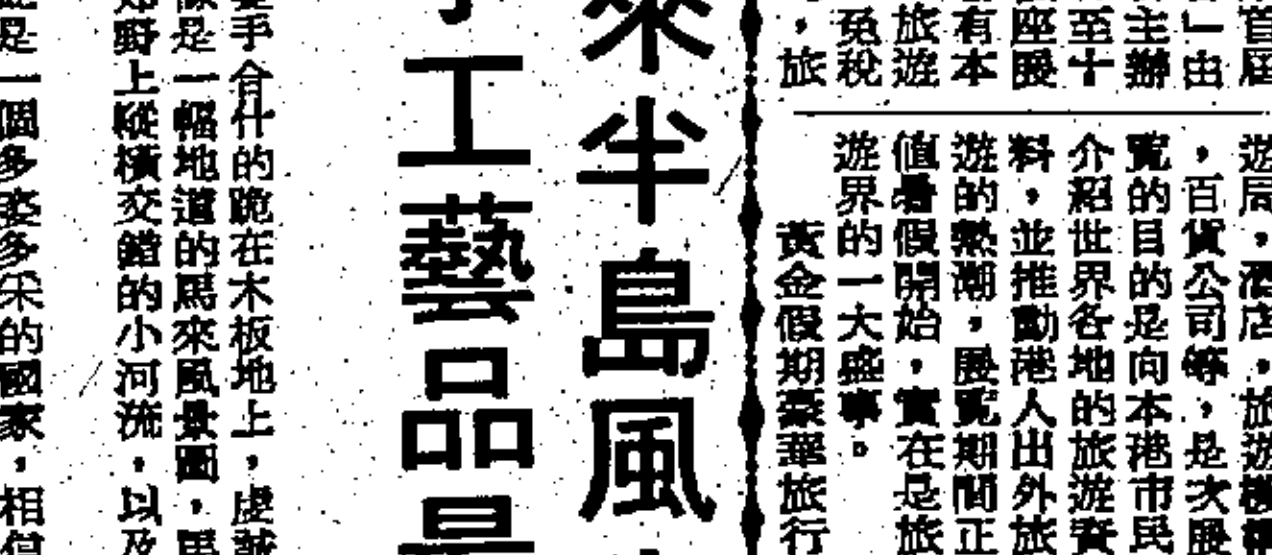 官屆
」由
主辦
至十
座展
有本
旅遊
免稅
，旅
遊局，酒店，旅遊機
，百貨公司等，是次展
覽的目的是向本港市民
介紹世界各地的旅遊資
料，並推動港人出外旅
遊的熱潮，展覽期間正
值暑假開始，實在是旅
遊界的一大盛事。
黃金假期豪華旅行
來半島風
手工藝品
手合什的跪在木板地上，虔誠
像是一幅地道的馬來風景圖，馬
郊野上縱橫交錯的小河流，以及
是一個多姿多采的國家，相信